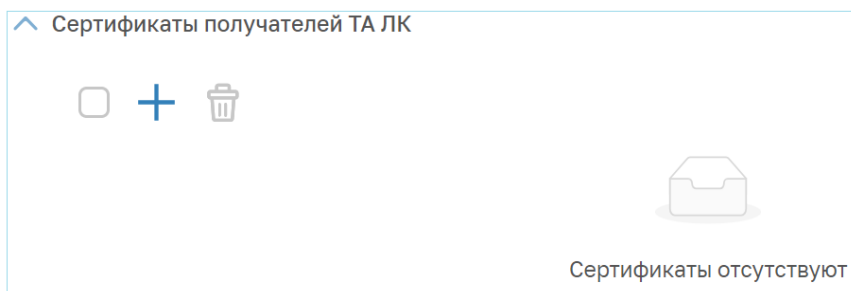 Сертификаты получателей ТА ЛК
Сертификаты отсутствуют